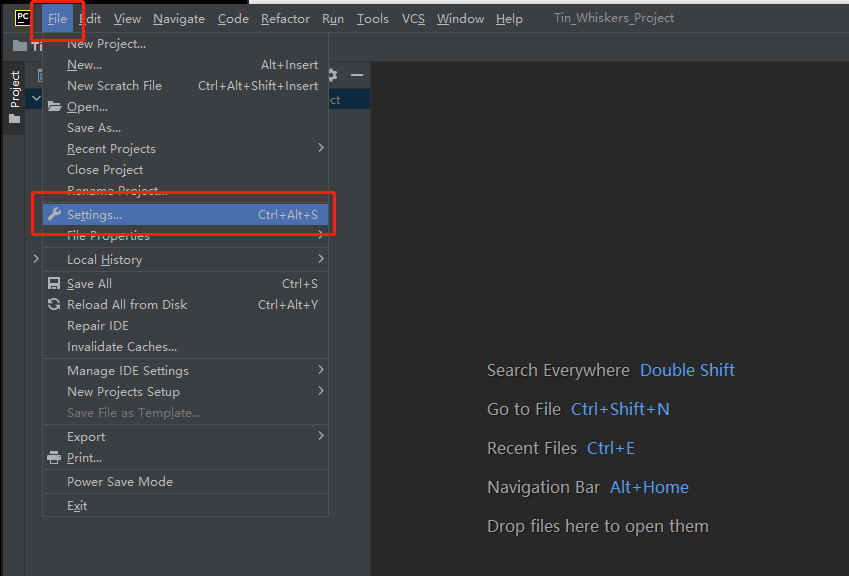 PC File Edit View Navigate Code Refactor Run Tools VCS Window Help Tin_Whiskers_Project
Ti
Project
ct
New Project...
New... Alt+Insert
New Scratch File Ctrl+Alt+Shift+Insert
Open...
Save As...
Recent Projects
Close Project
Rename Project...
Settings... Ctrl+Alt+S
File Properties
Local History
Save All Ctrl+S
Reload All from Disk Ctrl+Alt+Y
Repair IDE
Invalidate Caches...
Manage IDE Settings
New Projects Setup
Save File as Template...
Export
Print...
Power Save Mode
Exit
Search Everywhere Double Shift
Go to File Ctrl+Shift+N
Recent Files Ctrl+E
Navigation Bar Alt+Home
Drop files here to open them